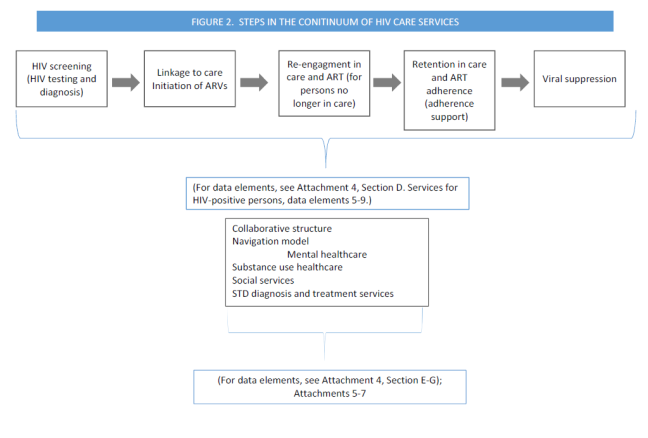 FIGURE 2. STEPS IN THE CONITINUUM OF HIV CARE SERVICES
HIV screening
(HIV testing and
diagnosis)
Linkage to care
Initiation of ARVs
Re-engagment in
care and ART (for
persons no
longer in care)
Retention in care
and ART
adherence
(adherence
support)
Viral suppression
(For data elements, see Attachment 4, Section D. Services for
HIV-positive persons, data elements 5-9.)
Collaborative structure
Navigation model
Mental healthcare
Substance use healthcare
Social services
STD diagnosis and treatment services
(For data elements, see Attachment 4, Section E-G);
Attachments 5-7